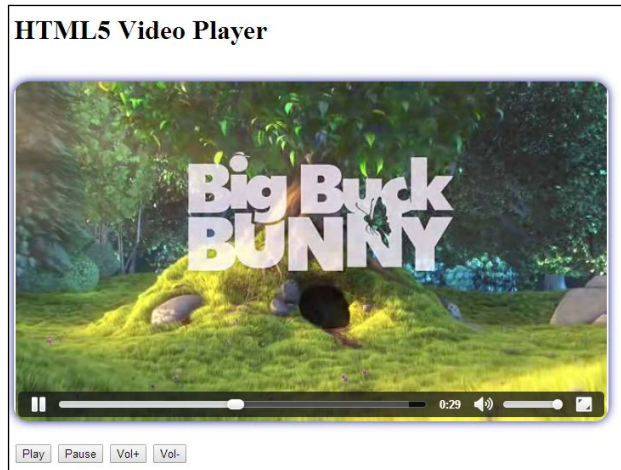 HTML5 Video Player
Big Buck
BUNNY
0:29
Play Pause Vol+ Vol-